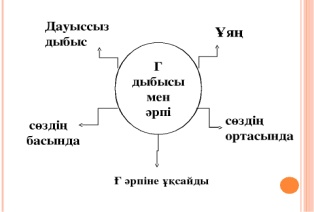 Дауыссыз
дыбыс
Ұяң
Г
дыбысы
мен
әрпі
сөздің
басында
сөздің
ортасында
Ғ әрпіне ұқсайды